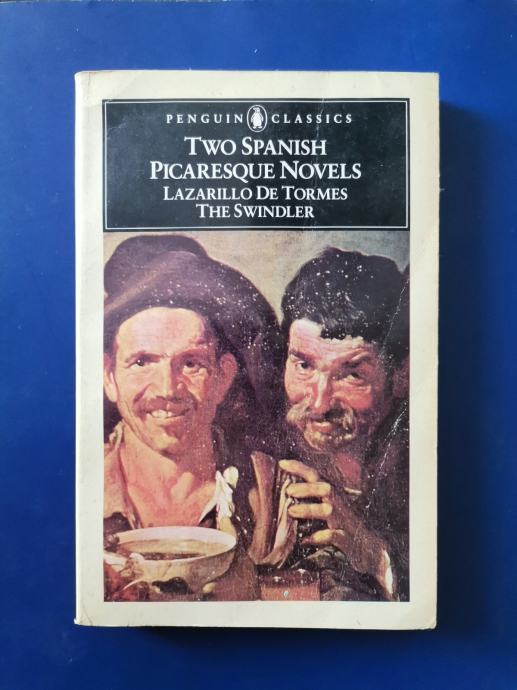 PENGUIN CLASSICS
TWO SPANISH
PICARESQUE NOVELS
LAZARILLO DE TORMES
THE SWINDLER